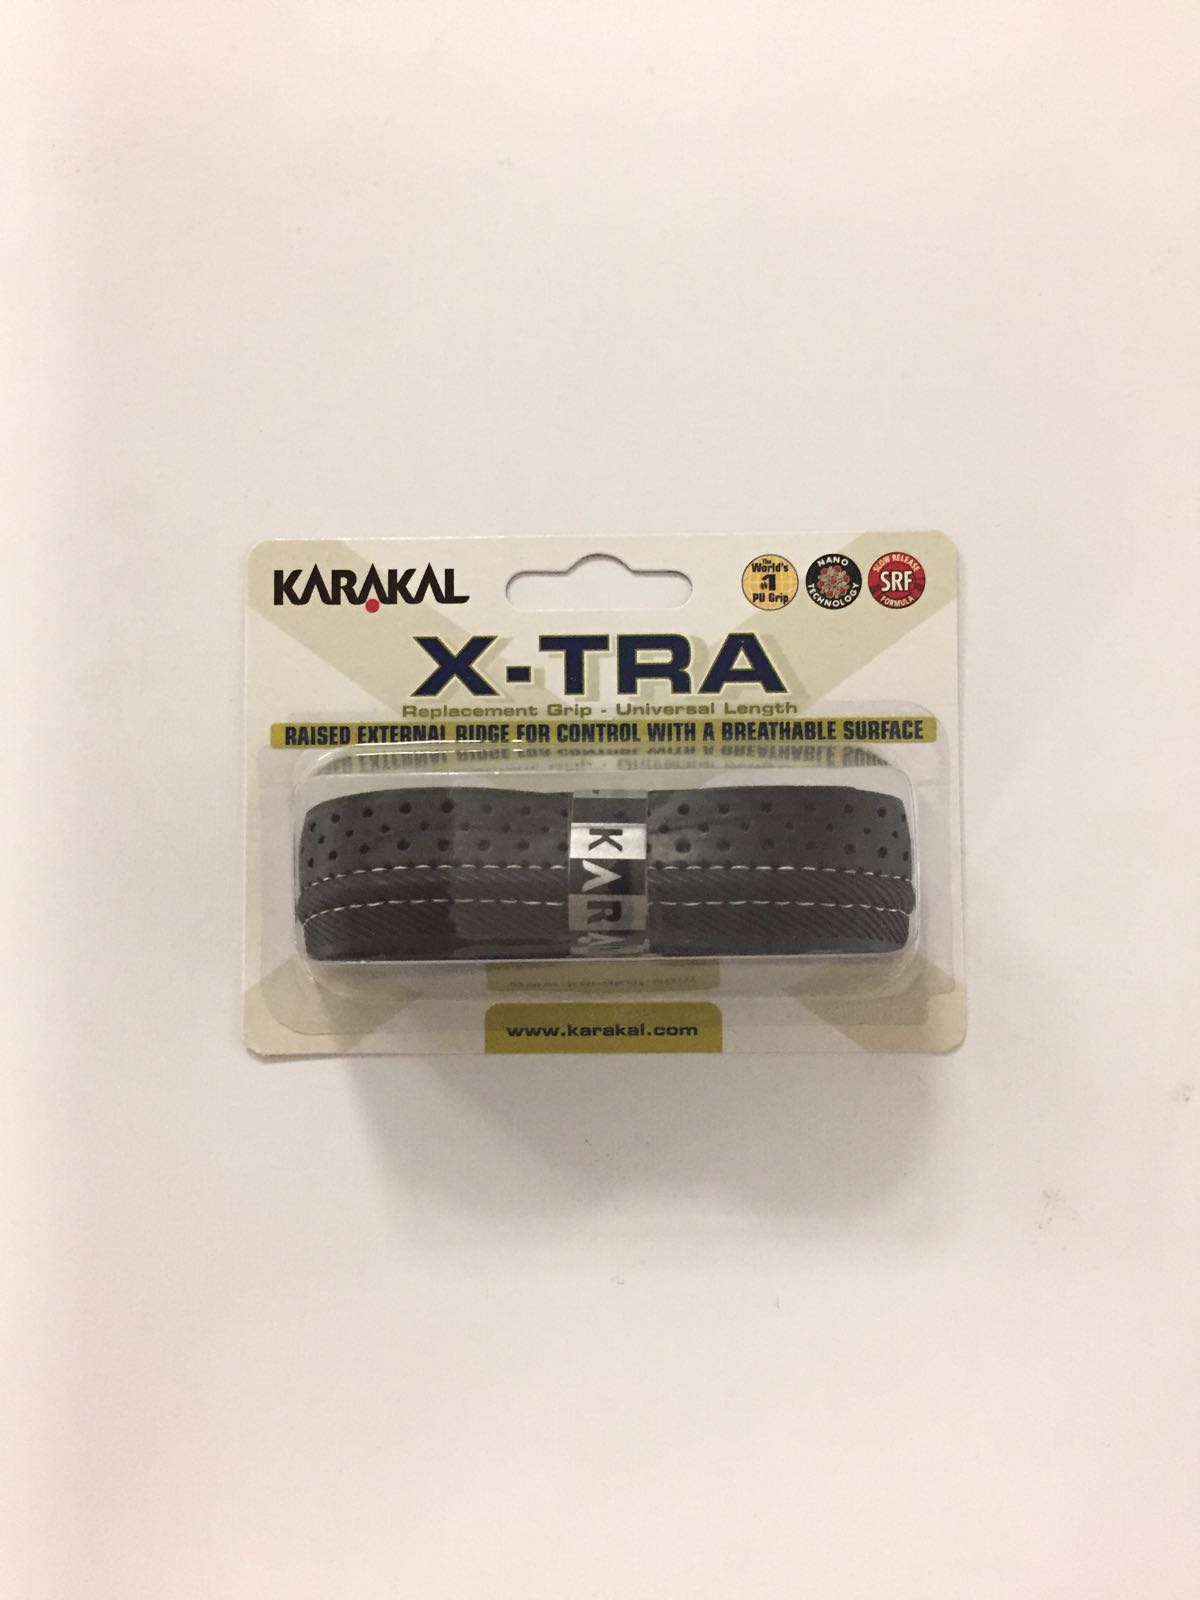 KARAKAL
The
World's
#1
PU Grip
NANO
TECHNOLOGY
SLOW RELEASE
SRF
FORMULA
X-TRA
Replacement Grip - Universal Length
RAISED EXTERNAL RIDGE FOR CONTROL WITH A BREATHABLE SURFACE
KARA
www.karakal.com